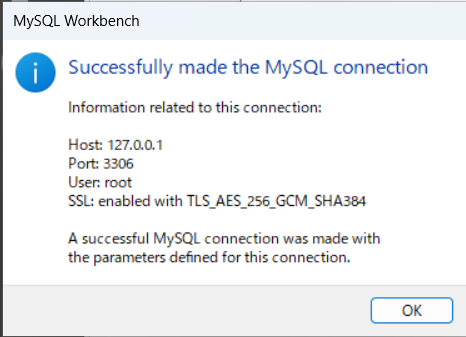 MySQL Workbench
Successfully made the MySQL connection
Information related to this connection:
Host: 127.0.0.1
Port: 3306
User: root
SSL: enabled with TLS_AES_256_GCM_SHA384
A successful MySQL connection was made with
the parameters defined for this connection.
OK